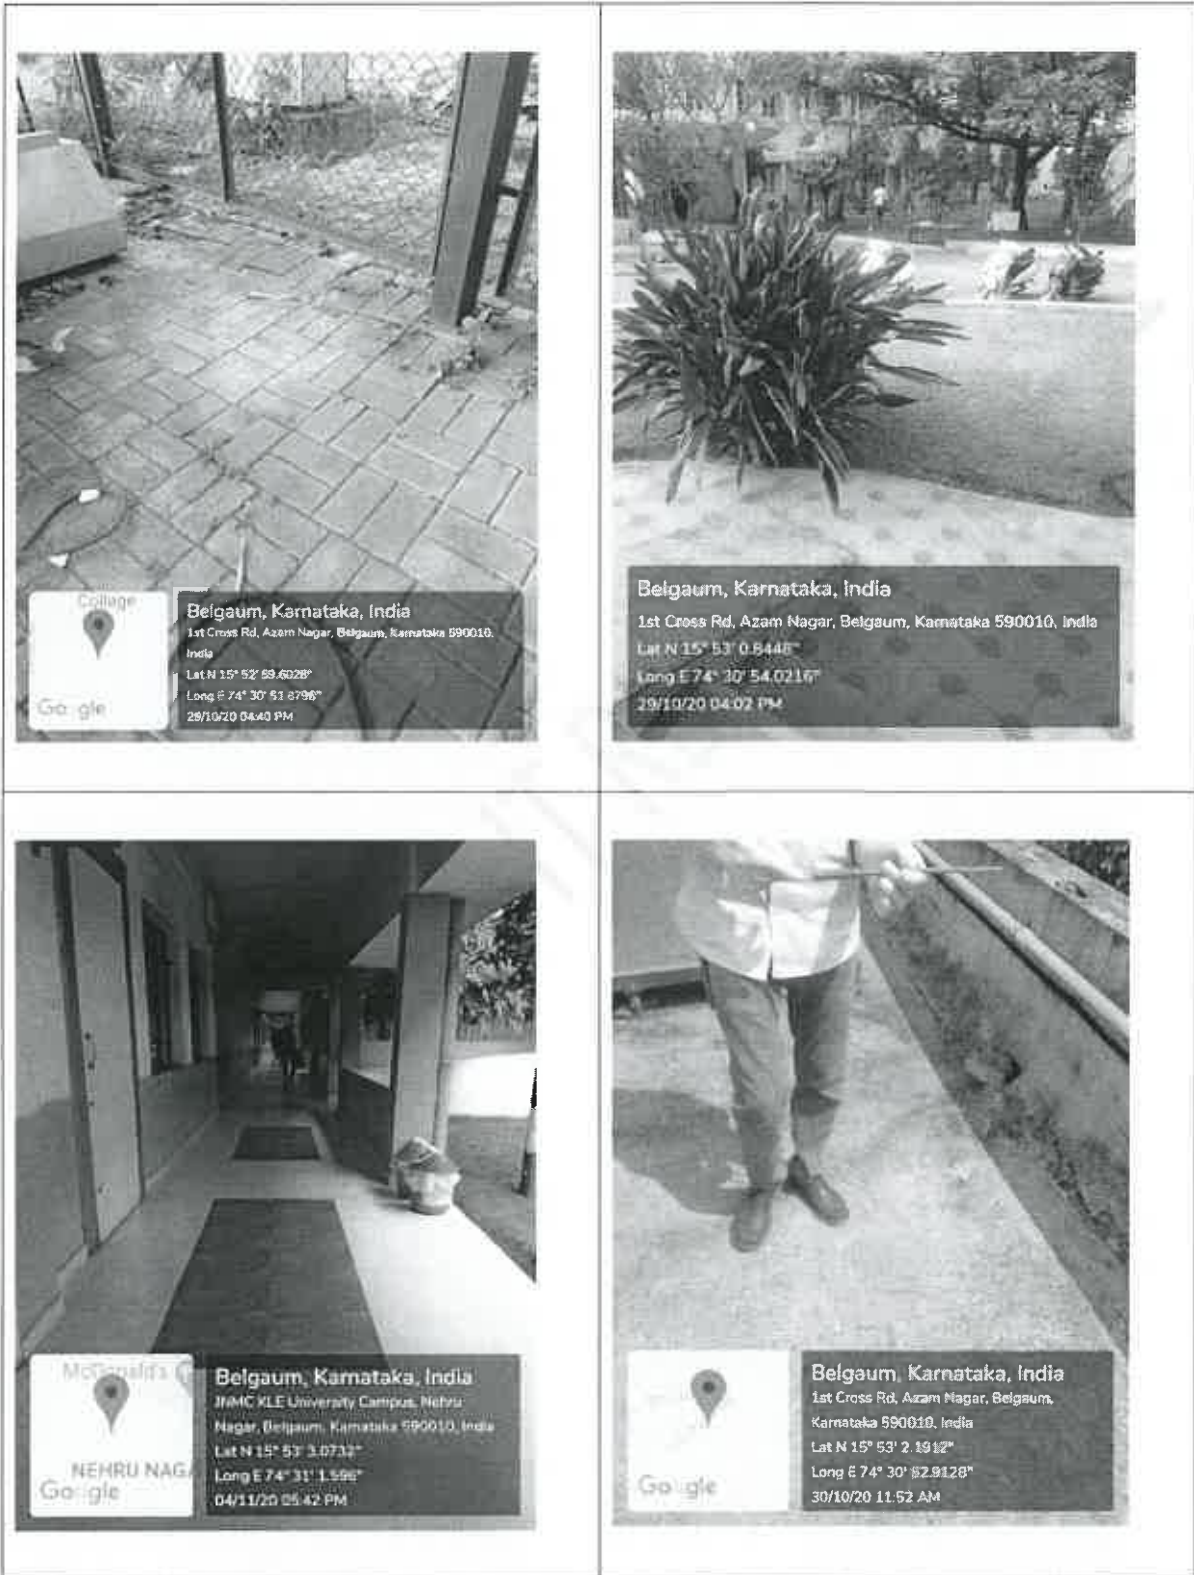 Collage
Google
Belgaum, Karnataka, India
1st Cross Rd, Azam Nagar, Belgaum, Karnataka 590010,
India
Lat N 15° 52' 59.6028"
Long E 74° 30' 51.8796"
29/10/20 04:40 PM
Belgaum, Karnataka, India
1st Cross Rd, Azam Nagar, Belgaum, Karnataka 590010, India
Lat N 15° 53' 0.8448"
Long E 74° 30' 54.0216"
29/10/20 04:02 PM
McDonald's
NEHRU NAGA
Google
Belgaum, Karnataka, India
JNMC KLE University Campus, Nehru
Nagar, Belgaum, Karnataka 590010, India
Lat N 15° 53' 3.0732"
Long E 74° 31' 1.596"
04/11/20 05:42 PM
Google
Belgaum, Karnataka, India
1st Cross Rd, Azam Nagar, Belgaum,
Karnataka 590010, India
Lat N 15° 53' 2.1912"
Long E 74° 30' 52.9128"
30/10/20 11:52 AM